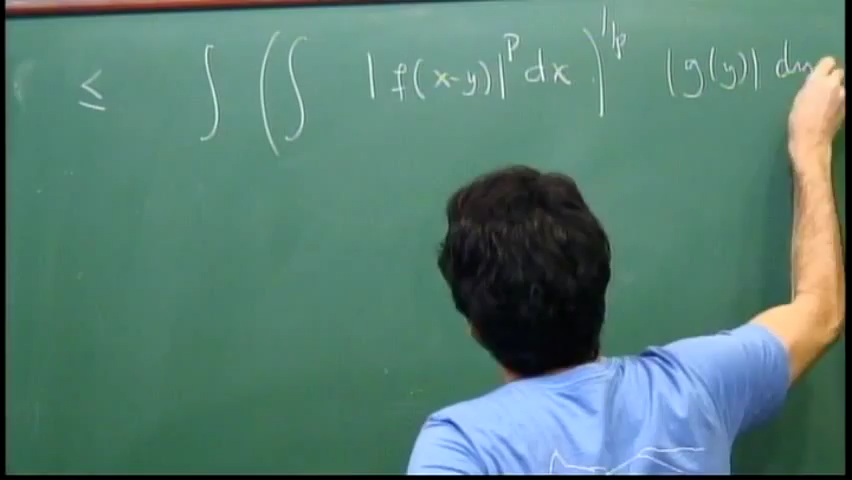 ≤ ∫ (∫ |f(x-y)|^p dx)^{1/p} |g(y)| dy